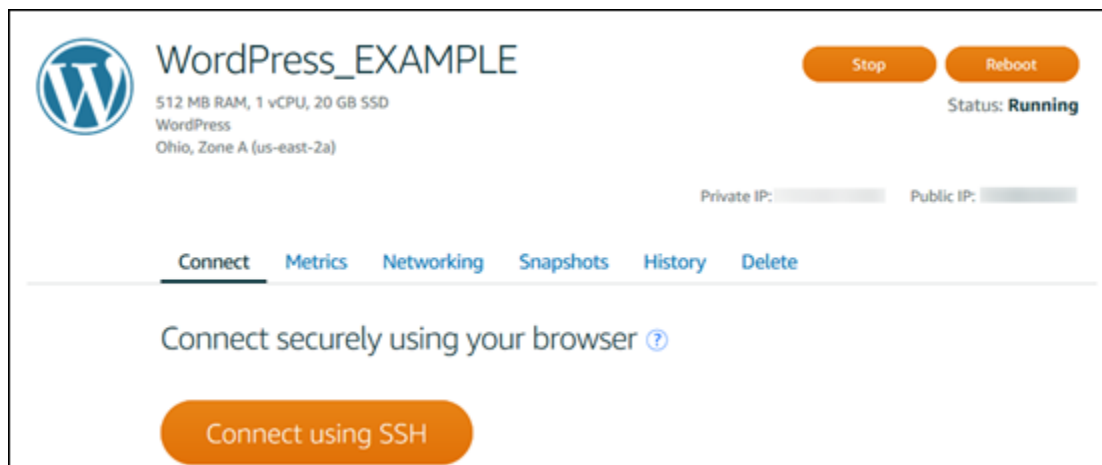 WordPress_EXAMPLE
512 MB RAM, 1 vCPU, 20 GB SSD
WordPress
Ohio, Zone A (us-east-2a)
Stop Reboot
Status: Running
Private IP: Public IP:
Connect Metrics Networking Snapshots History Delete
Connect securely using your browser ?
Connect using SSH